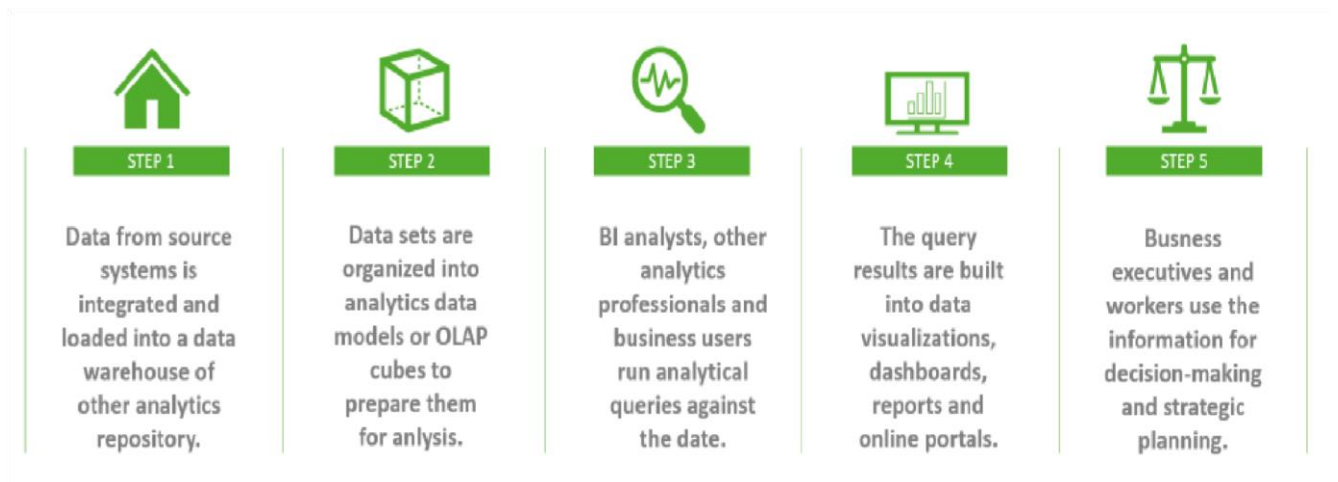 STEP 1
Data from source
systems is
integrated and
loaded into a data
warehouse of
other analytics
repository.
STEP 2
Data sets are
organized into
analytics data
models or OLAP
cubes to
prepare them
for anlysis.
STEP 3
BI analysts, other
analytics
professionals and
business users
run analytical
queries against
the date.
STEP 4
The query
results are built
into data
visualizations,
dashboards,
reports and
online portals.
STEP 5
Busness
executives and
workers use the
information for
decision-making
and strategic
planning.